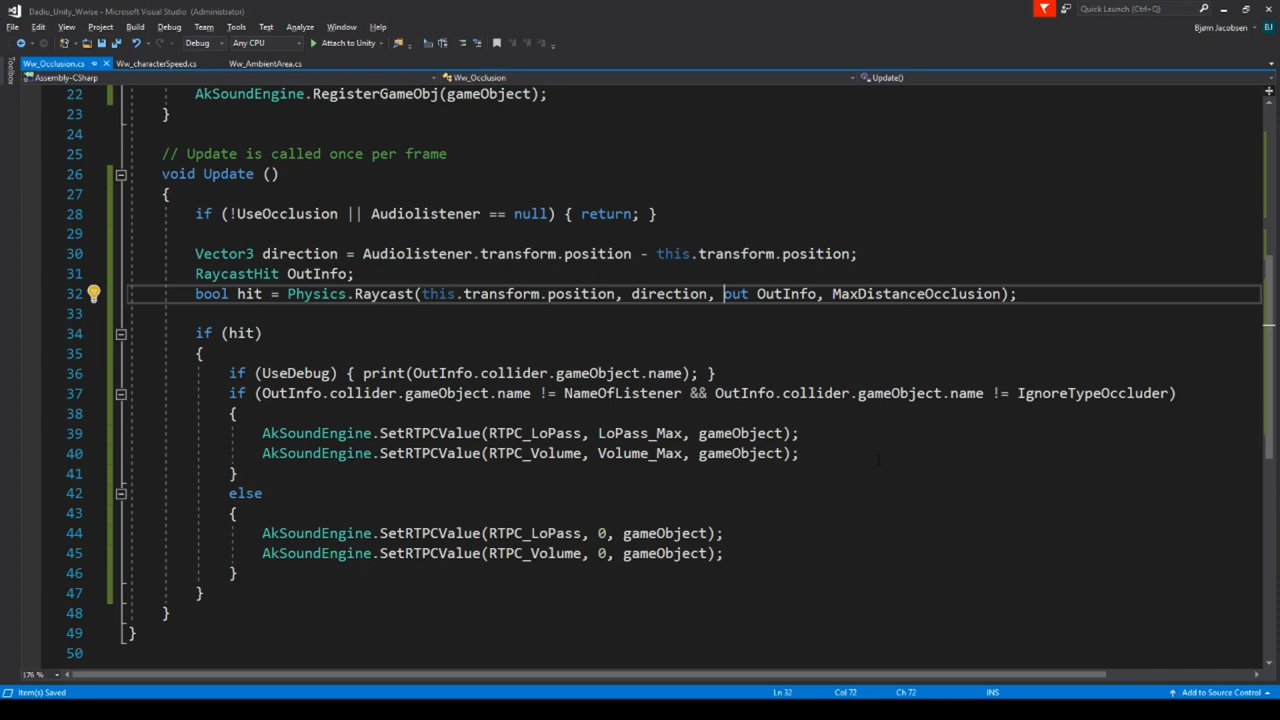 Dadiu_Unity_Wwise - Microsoft Visual Studio (Administrator)
Quick Launch (Ctrl+Q)
File Edit View Project Build Debug Team Tools Test Analyze Window Help
Bjørn Jacobsen BJ
Debug Any CPU Attach to Unity
Toolbox
Ww_Occlusion.cs Ww_characterSpeed.cs Ww_AmbientArea.cs
Assembly-CSharp Ww_Occlusion Update()
22 AkSoundEngine.RegisterGameObj(gameObject);
23 }
24
25 // Update is called once per frame
26 void Update ()
27 {
28 if (!UseOcclusion || Audiolistener == null) { return; }
29
30 Vector3 direction = Audiolistener.transform.position - this.transform.position;
31 RaycastHit OutInfo;
32 bool hit = Physics.Raycast(this.transform.position, direction, out OutInfo, MaxDistanceOcclusion);
33
34 if (hit)
35 {
36 if (UseDebug) { print(OutInfo.collider.gameObject.name); }
37 if (OutInfo.collider.gameObject.name != NameOfListener && OutInfo.collider.gameObject.name != IgnoreTypeOccluder)
38 {
39 AkSoundEngine.SetRTPCValue(RTPC_LoPass, LoPass_Max, gameObject);
40 AkSoundEngine.SetRTPCValue(RTPC_Volume, Volume_Max, gameObject);
41 }
42 else
43 {
44 AkSoundEngine.SetRTPCValue(RTPC_LoPass, 0, gameObject);
45 AkSoundEngine.SetRTPCValue(RTPC_Volume, 0, gameObject);
46 }
47 }
48 }
49 }
50
176 %
Item(s) Saved Ln 32 Col 72 Ch 72 INS Add to Source Control